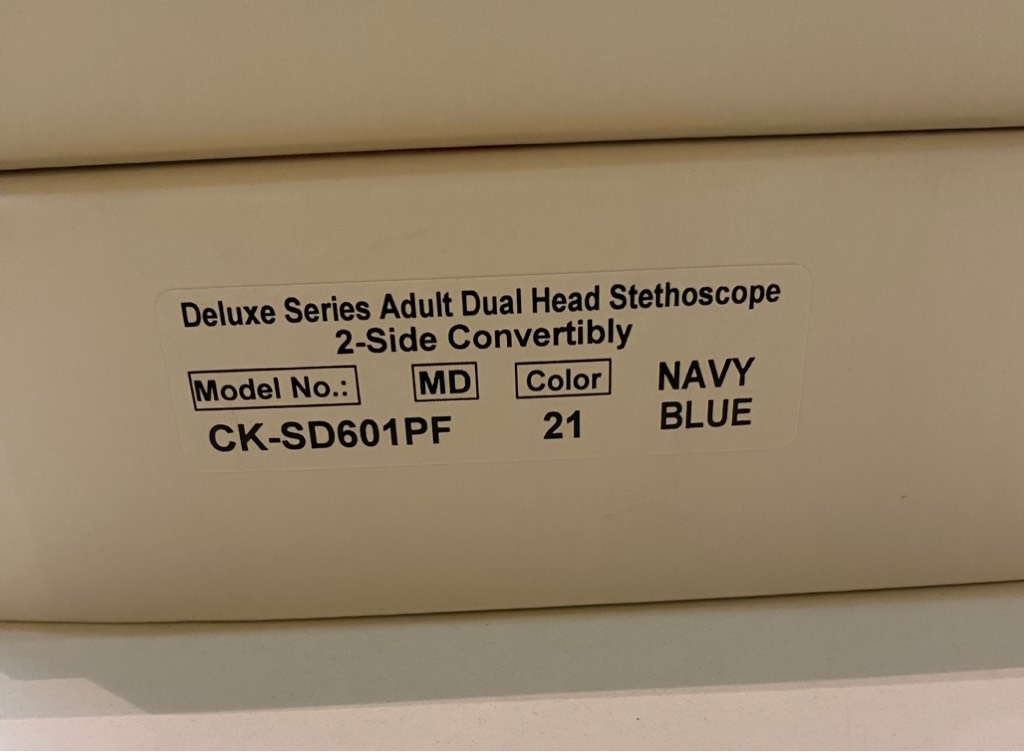 Deluxe Series Adult Dual Head Stethoscope
2-Side Convertibly
Model No.: MD Color NAVY
CK-SD601PF 21 BLUE